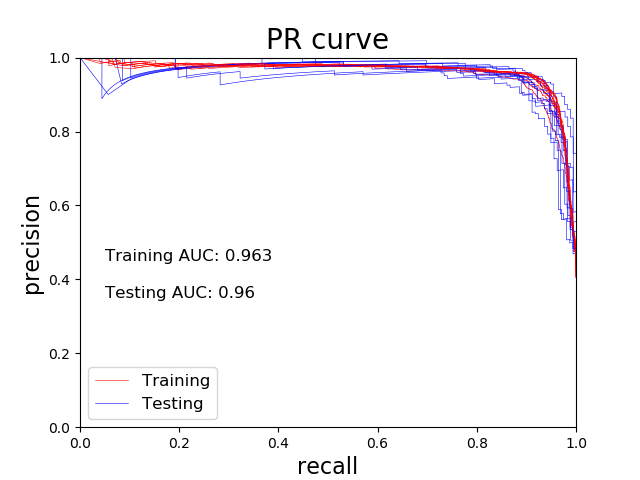 PR curve
1.0
0.8
0.6
0.4
0.2
0.0
precision
Training AUC: 0.963
Testing AUC: 0.96
Training
Testing
0.0 0.2 0.4 0.6 0.8 1.0
recall